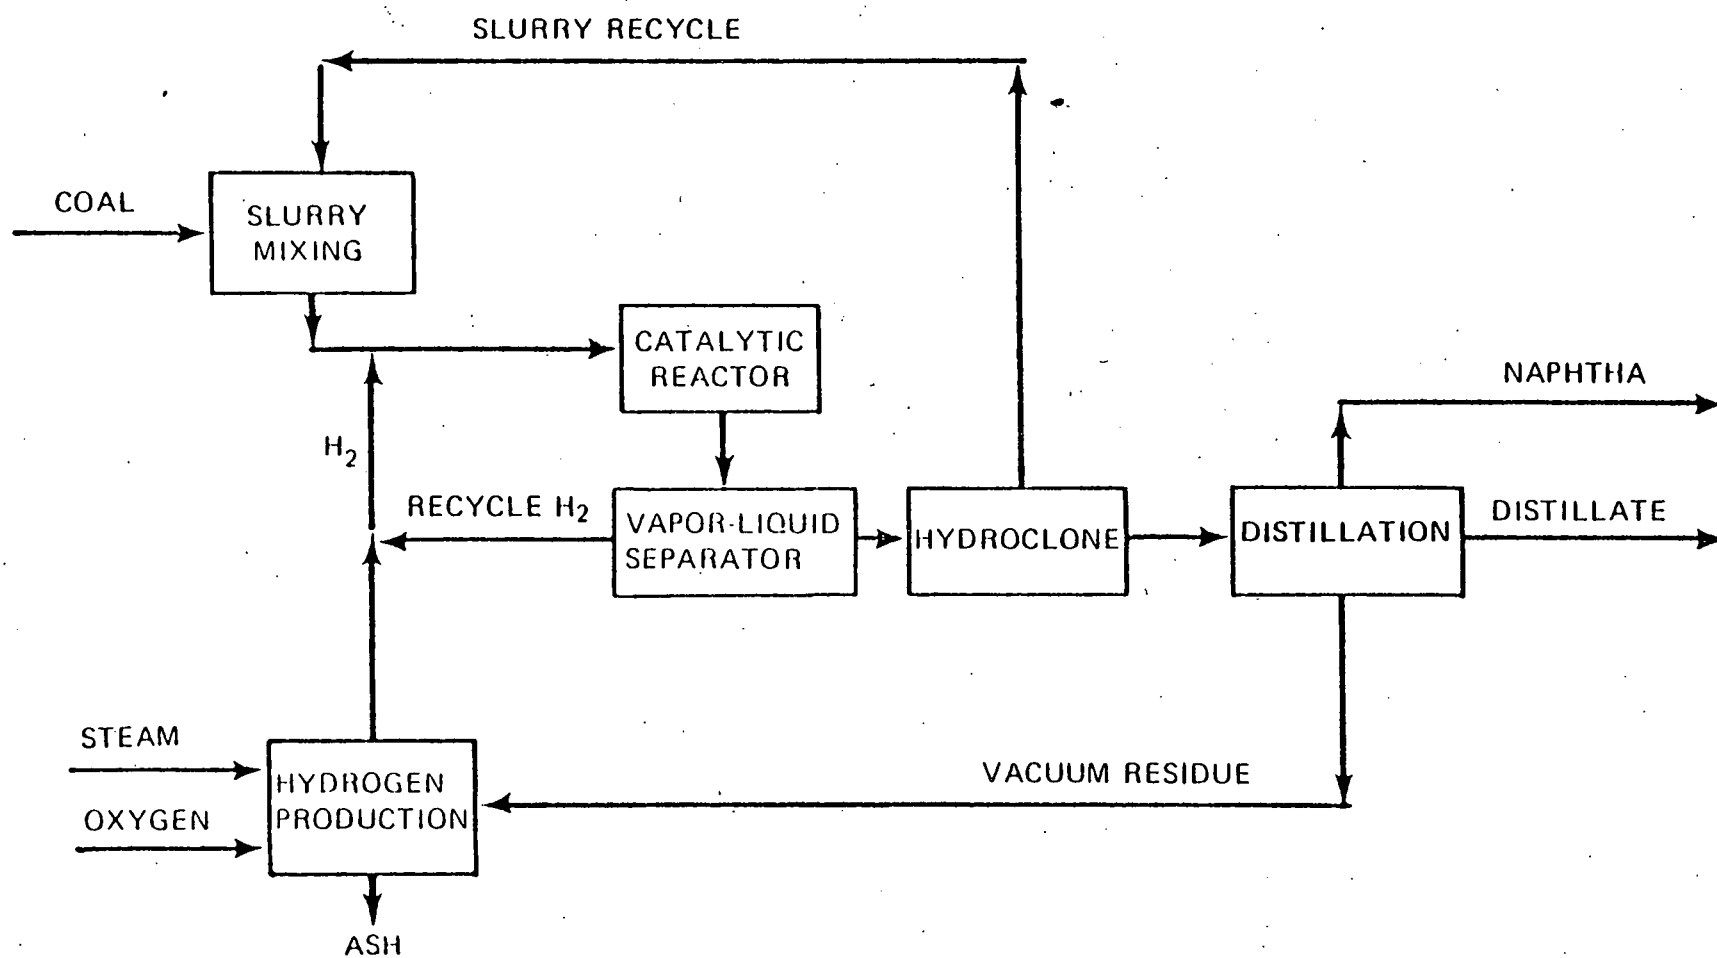 SLURRY RECYCLE
COAL
SLURRY
MIXING
CATALYTIC
REACTOR
NAPHTHA
H2
RECYCLE H2
VAPOR-LIQUID
SEPARATOR
HYDROCLONE
DISTILLATION
DISTILLATE
STEAM
OXYGEN
HYDROGEN
PRODUCTION
VACUUM RESIDUE
ASH